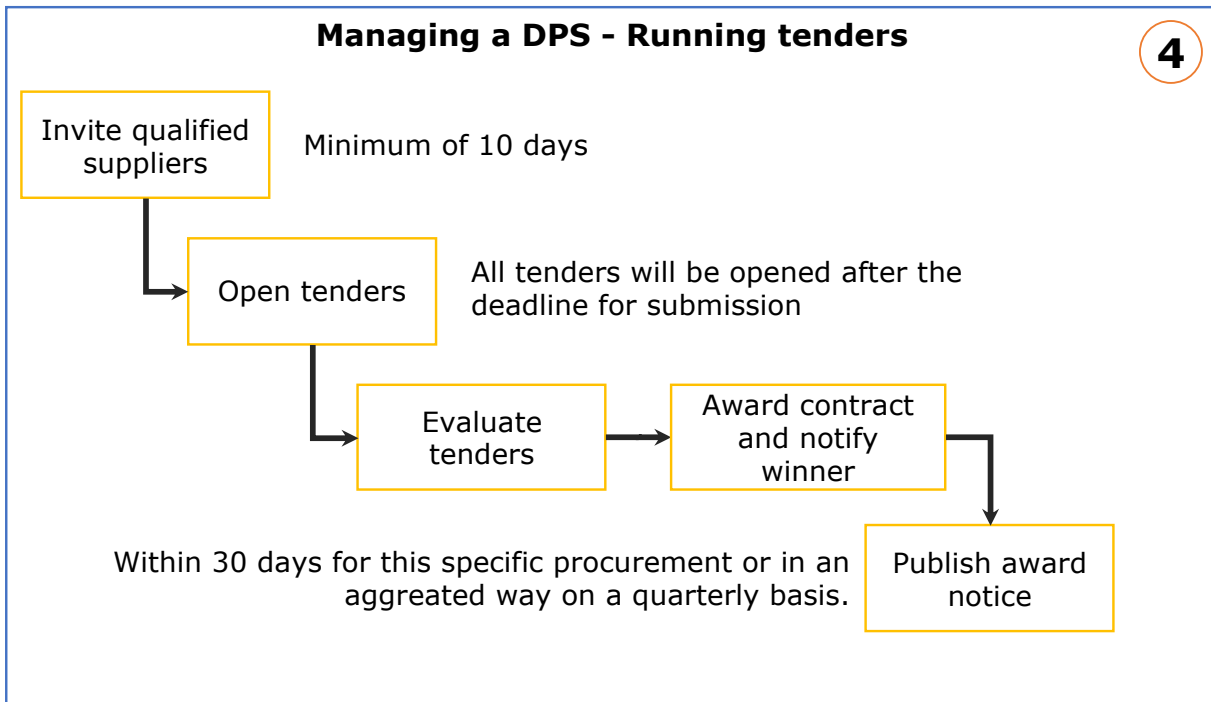 Managing a DPS - Running tenders
4
Invite qualified
suppliers
Minimum of 10 days
Open tenders
All tenders will be opened after the
deadline for submission
Evaluate
tenders
Award contract
and notify
winner
Within 30 days for this specific procurement or in an
aggreated way on a quarterly basis.
Publish award
notice